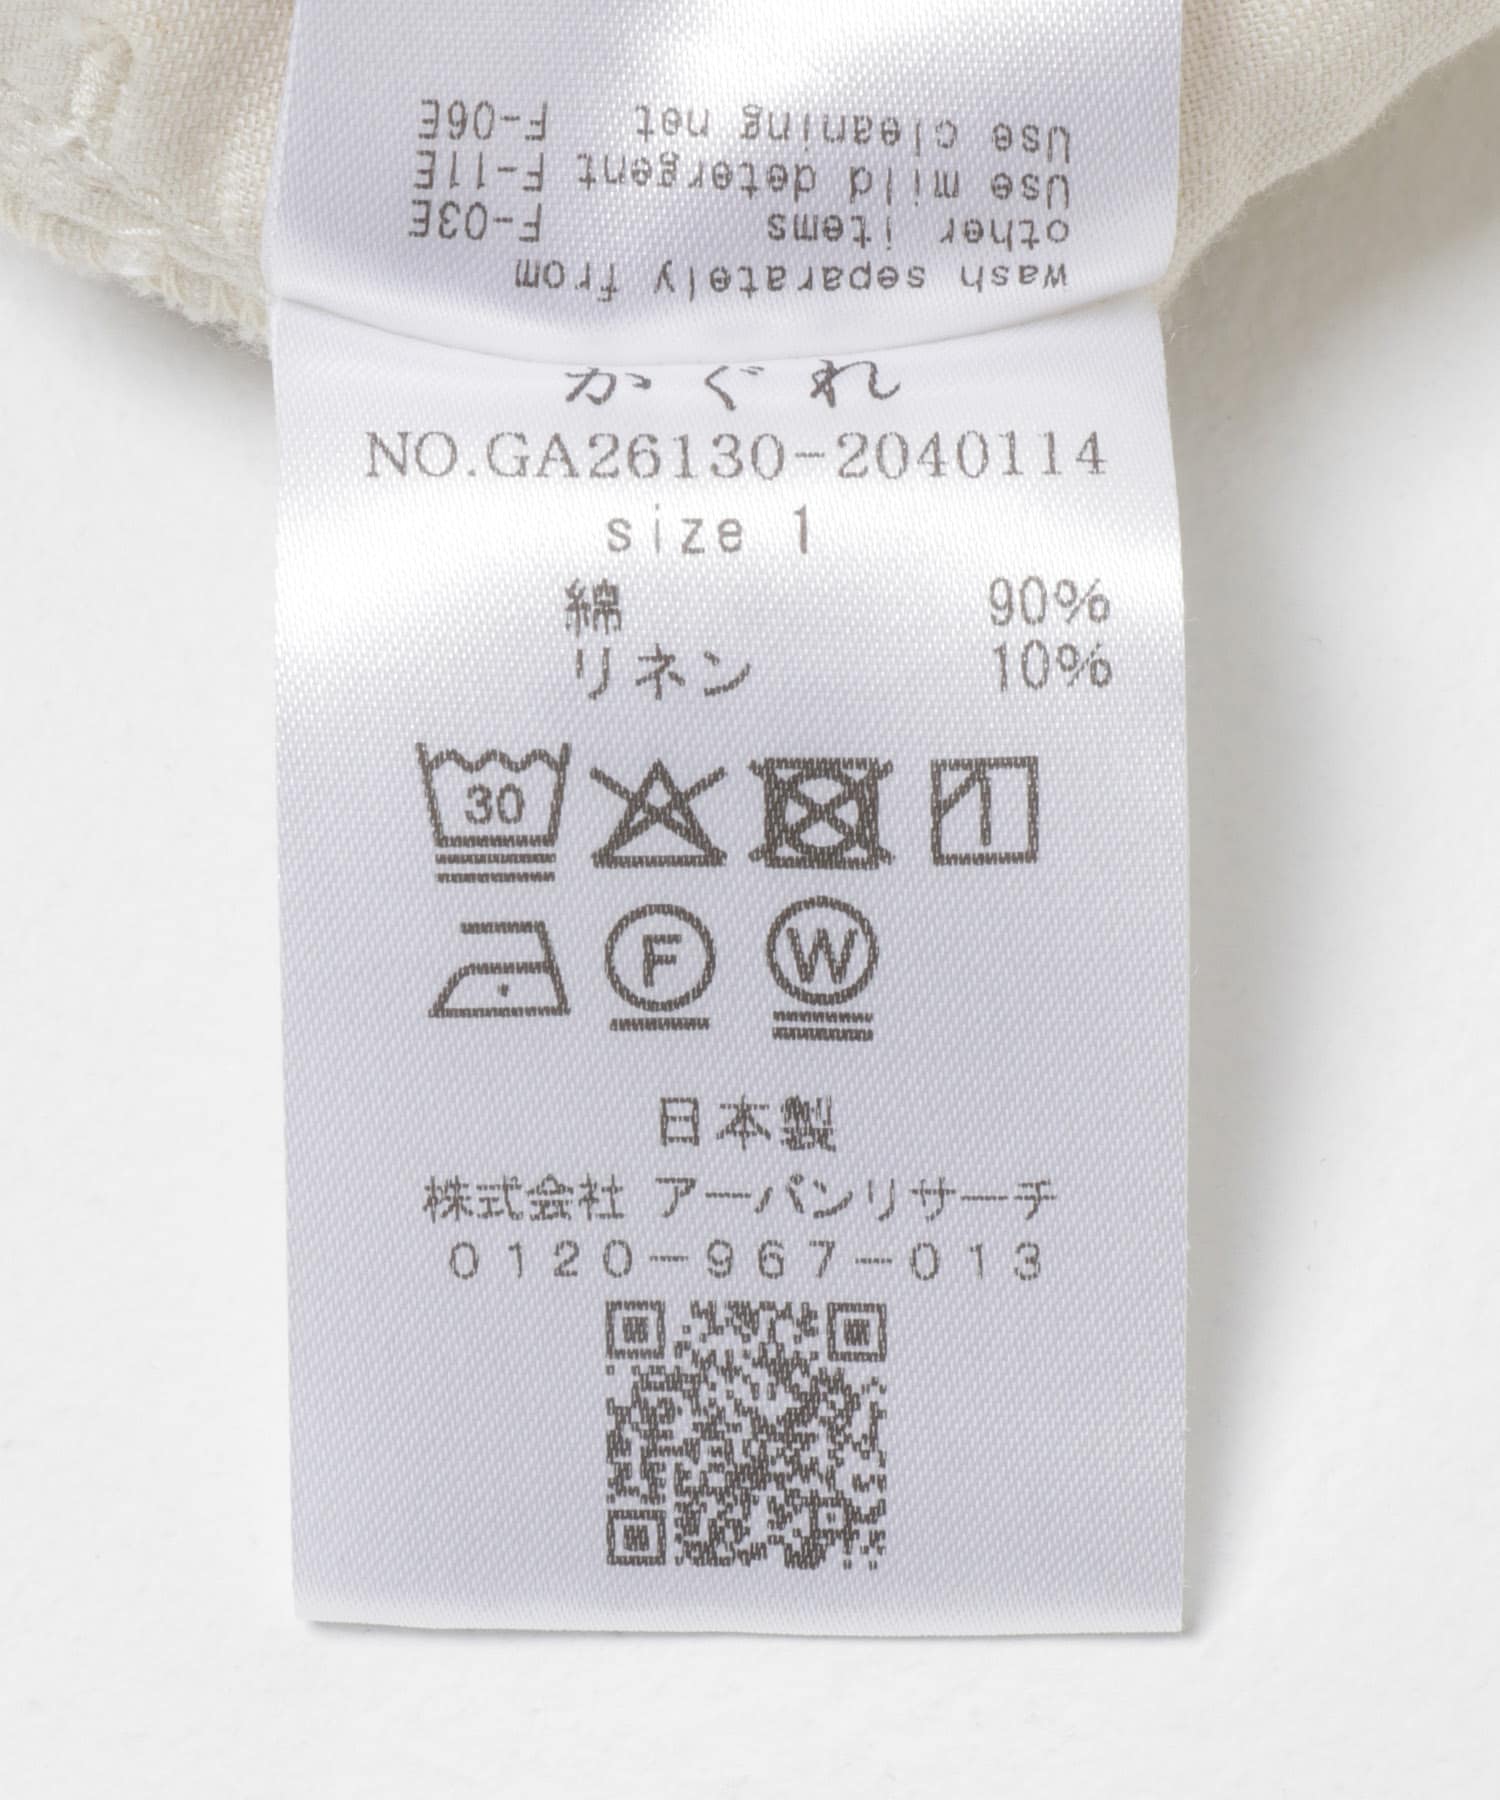 wash separately from
other items F-03E
Use mild detergent F-11E
Use cleaning net F-06E
かぐれ
NO.GA26130-2040114
size 1
綿 90%
リネン 10%
30
F
W
日本製
株式会社 アーバンリサーチ
0120-967-013